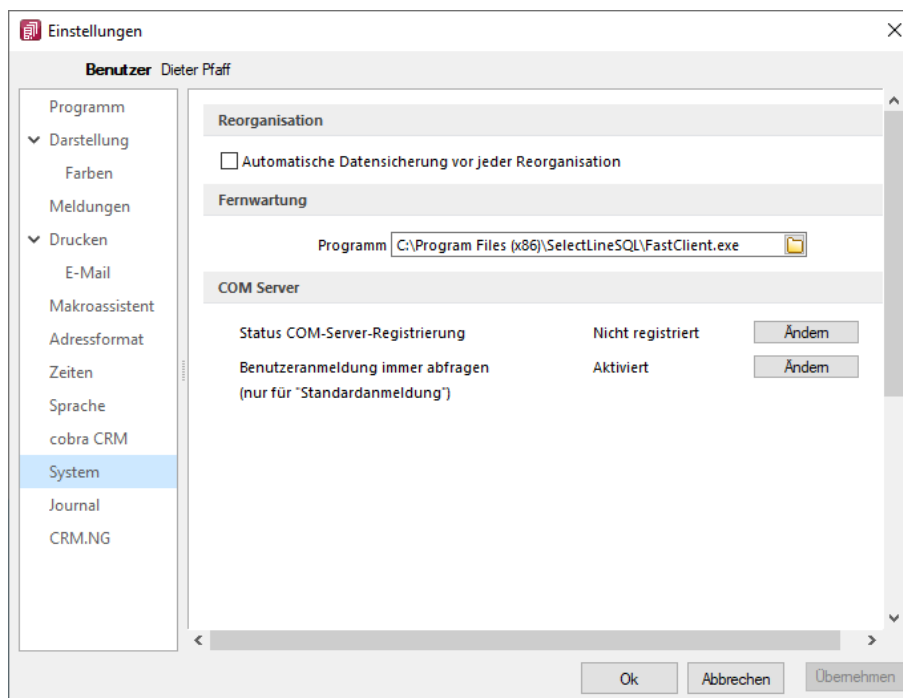 Einstellungen
Benutzer Dieter Pfaff
Programm
Darstellung
Farben
Meldungen
Drucken
E-Mail
Makroassistent
Adressformat
Zeiten
Sprache
cobra CRM
System
Journal
CRM.NG
Reorganisation
Automatische Datensicherung vor jeder Reorganisation
Fernwartung
Programm C:\Program Files (x86)\SelectLineSQL\FastClient.exe
COM Server
Status COM-Server-Registrierung Nicht registriert Ändern
Benutzeranmeldung immer abfragen Aktiviert Ändern
(nur für "Standardanmeldung")
Ok Abbrechen Übernehmen